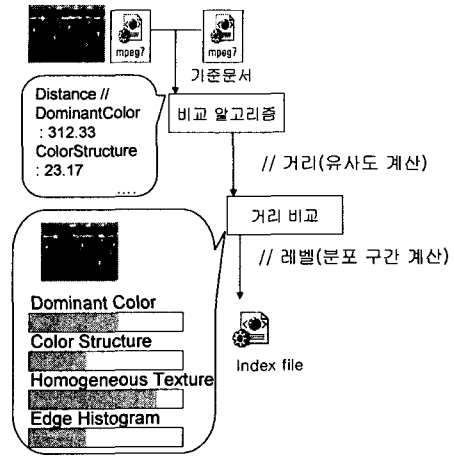 mpeg7
mpeg7
기준문서
Distance //
DominantColor
: 312.33
ColorStructure
: 23.17
....
비교 알고리즘
// 거리(유사도 계산)
거리 비교
// 레벨(분포 구간 계산)
Dominant Color
Color Structure
Homogeneous Texture
Edge Histogram
Index file